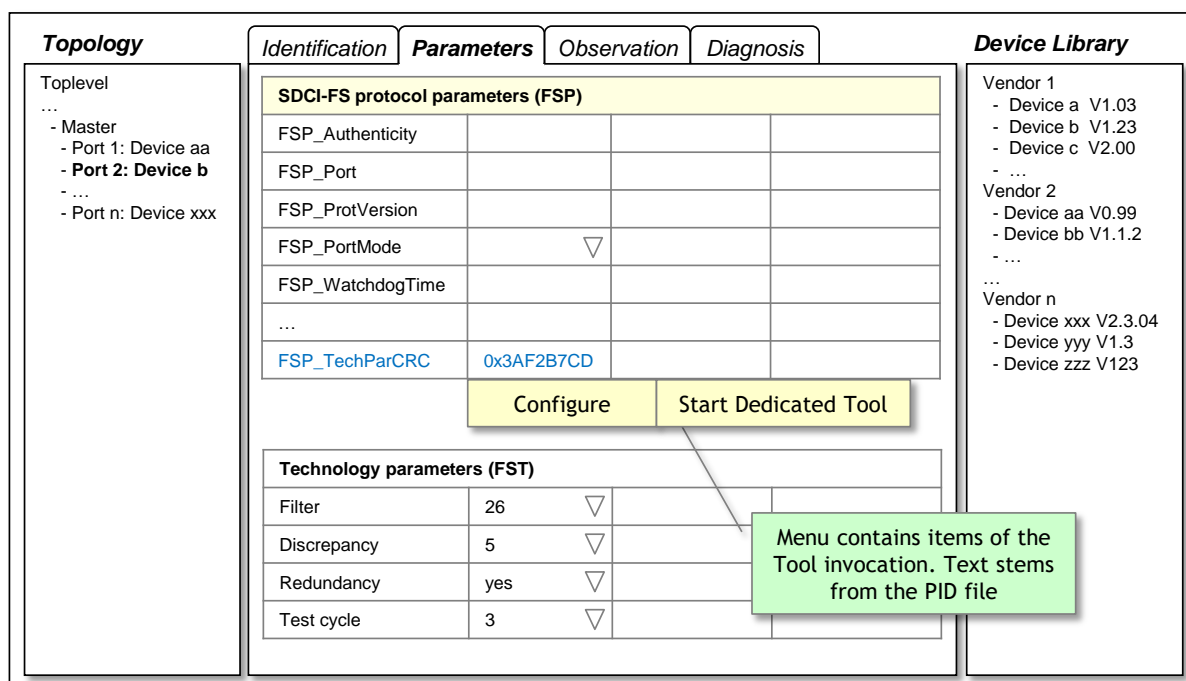 Topology
Toplevel
…
- Master
- Port 1: Device aa
- Port 2: Device b
- …
- Port n: Device xxx
Identification
Parameters
Observation
Diagnosis
SDCI-FS protocol parameters (FSP)
FSP_Authenticity
FSP_Port
FSP_ProtVersion
FSP_PortMode
FSP_WatchdogTime
…
FSP_TechParCRC 0x3AF2B7CD
Configure
Start Dedicated Tool
Technology parameters (FST)
Filter 26
Discrepancy 5
Redundancy yes
Test cycle 3
Menu contains items of the
Tool invocation. Text stems
from the PID file
Device Library
Vendor 1
- Device a V1.03
- Device b V1.23
- Device c V2.00
- …
Vendor 2
- Device aa V0.99
- Device bb V1.1.2
- …
…
Vendor n
- Device xxx V2.3.04
- Device yyy V1.3
- Device zzz V123